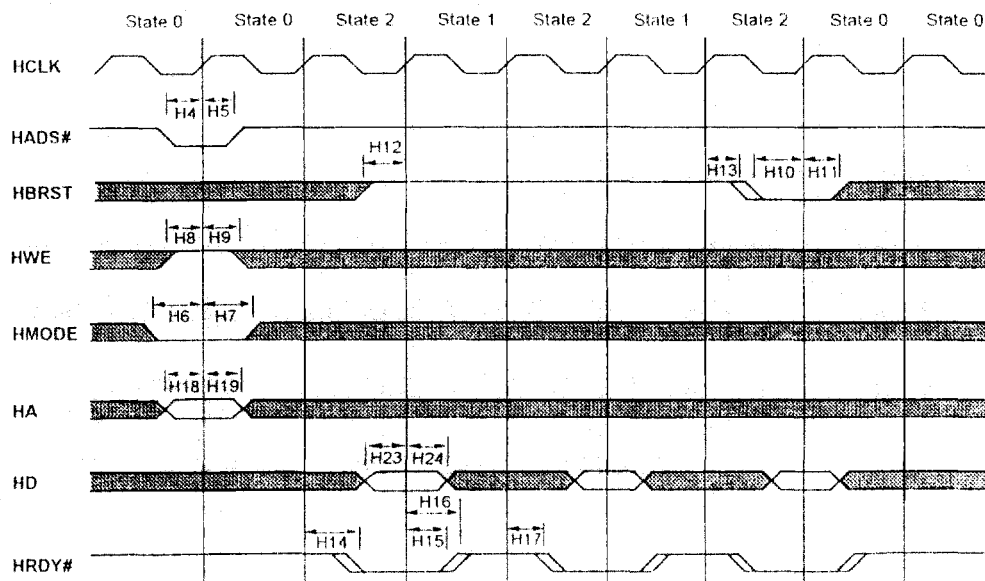 State 0 State 0 State 2 State 1 State 2 State 1 State 2 State 0 State 0
HCLK
H4 H5
HADS#
H12
H13 H10 H11
HBRST
H8 H9
HWE
H6 H7
HMODE
H18 H19
HA
H23 H24
HD
H16
H14 H15 H17
HRDY#